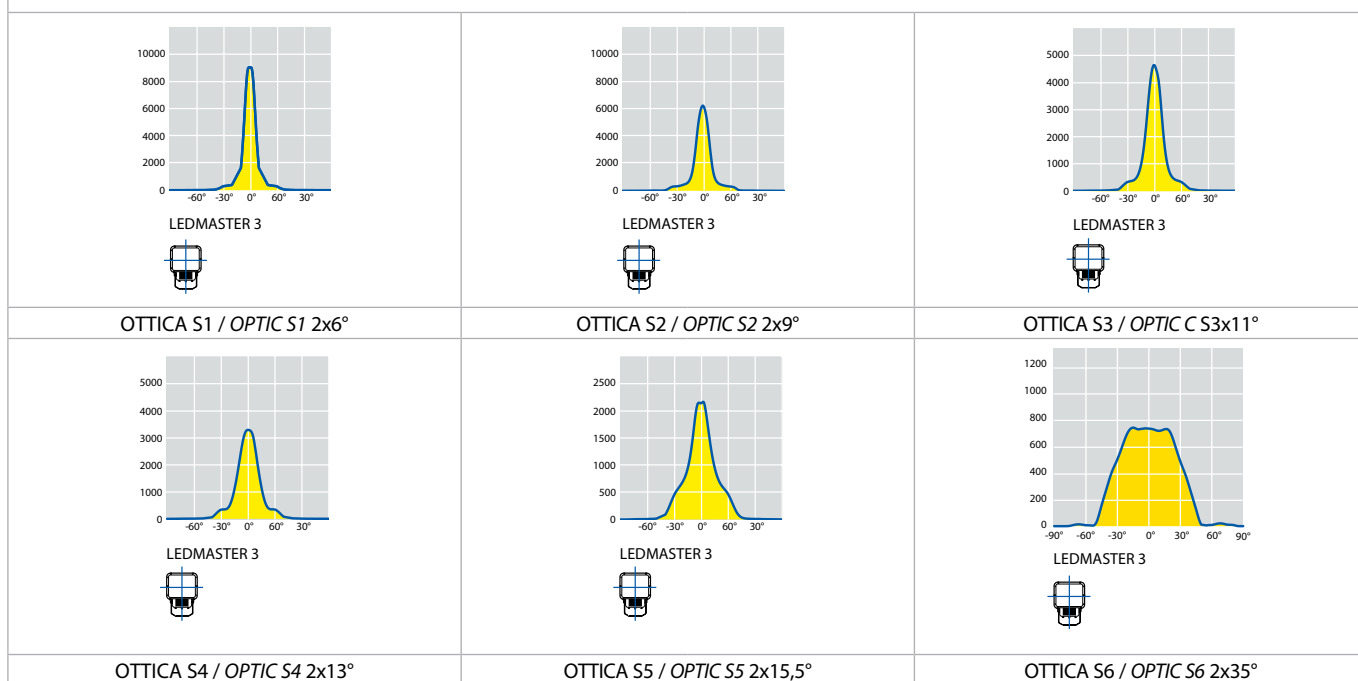 10000
8000
6000
4000
2000
0
-60° -30° 0° 60° 30°
LEDMASTER 3
10000
8000
6000
4000
2000
0
-60° -30° 0° 60° 30°
LEDMASTER 3
5000
4000
3000
2000
1000
0
-60° -30° 0° 60° 30°
LEDMASTER 3
OTTICA S1 / OPTIC S1 2x6°
OTTICA S2 / OPTIC S2 2x9°
OTTICA S3 / OPTIC C S3x11°
5000
4000
3000
2000
1000
0
-60° -30° 0° 60° 30°
LEDMASTER 3
2500
2000
1500
1000
500
0
-60° -30° 0° 60° 30°
LEDMASTER 3
1200
1000
800
600
400
200
0
-90° -60° -30° 0° 30° 60° 90°
LEDMASTER 3
OTTICA S4 / OPTIC S4 2x13°
OTTICA S5 / OPTIC S5 2x15,5°
OTTICA S6 / OPTIC S6 2x35°